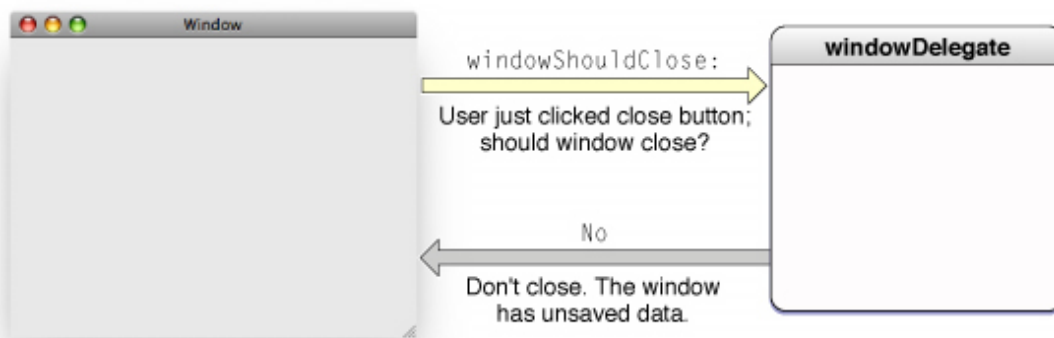 Window
windowShouldClose:
User just clicked close button;
should window close?
windowDelegate
No
Don't close. The window
has unsaved data.